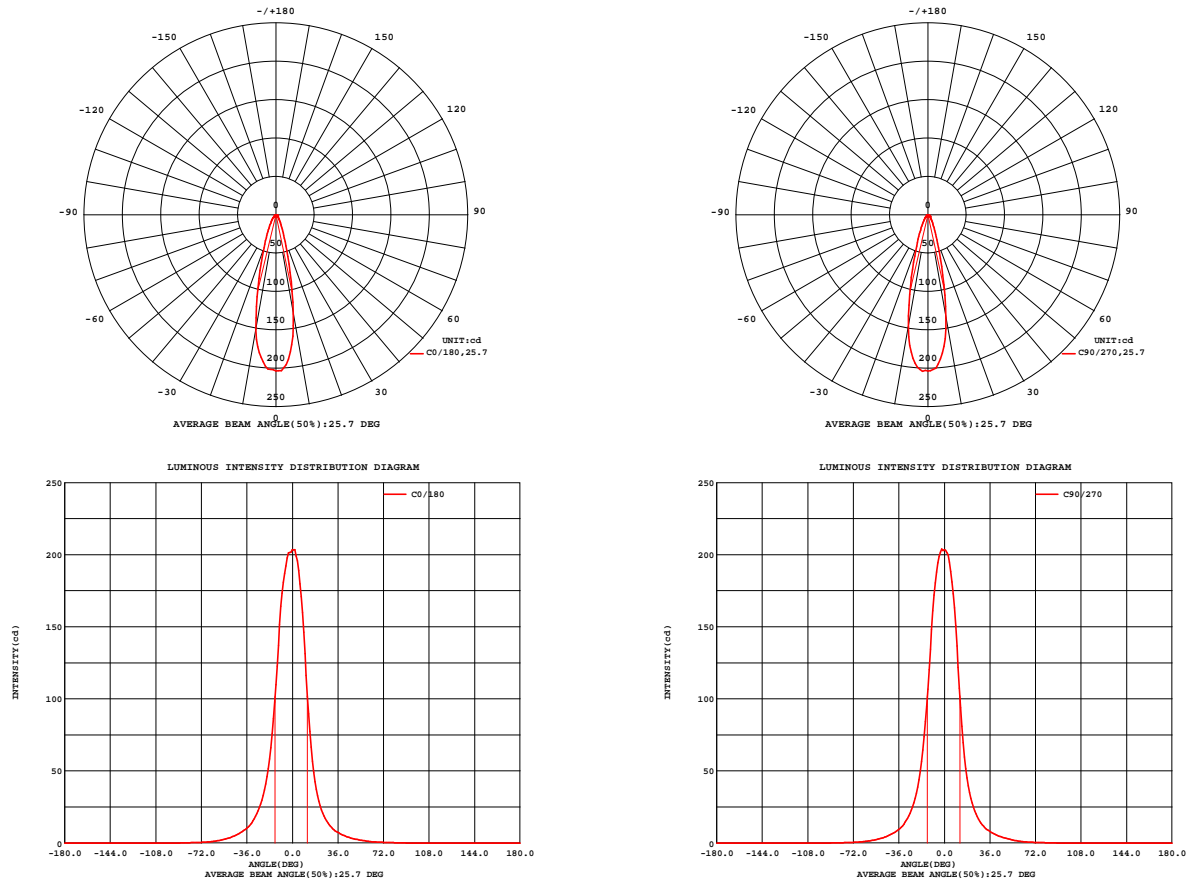 -/+180
-150 150
-120 120
-90 0 90
50
100
-60 150 60
UNIT:cd
200 C0/180,25.7
-30 250 30
0
AVERAGE BEAM ANGLE(50%):25.7 DEG
-/+180
-150 150
-120 120
-90 0 90
50
100
-60 150 60
UNIT:cd
200 C90/270,25.7
-30 250 30
0
AVERAGE BEAM ANGLE(50%):25.7 DEG
LUMINOUS INTENSITY DISTRIBUTION DIAGRAM
250
C0/180
200
150
INTENSITY(cd)
100
50
0
-180.0 -144.0 -108.0 -72.0 -36.0 0.0 36.0 72.0 108.0 144.0 180.0
ANGLE(DEG)
AVERAGE BEAM ANGLE(50%):25.7 DEG
LUMINOUS INTENSITY DISTRIBUTION DIAGRAM
250
C90/270
200
150
INTENSITY(cd)
100
50
0
-180.0 -144.0 -108.0 -72.0 -36.0 0.0 36.0 72.0 108.0 144.0 180.0
ANGLE(DEG)
AVERAGE BEAM ANGLE(50%):25.7 DEG